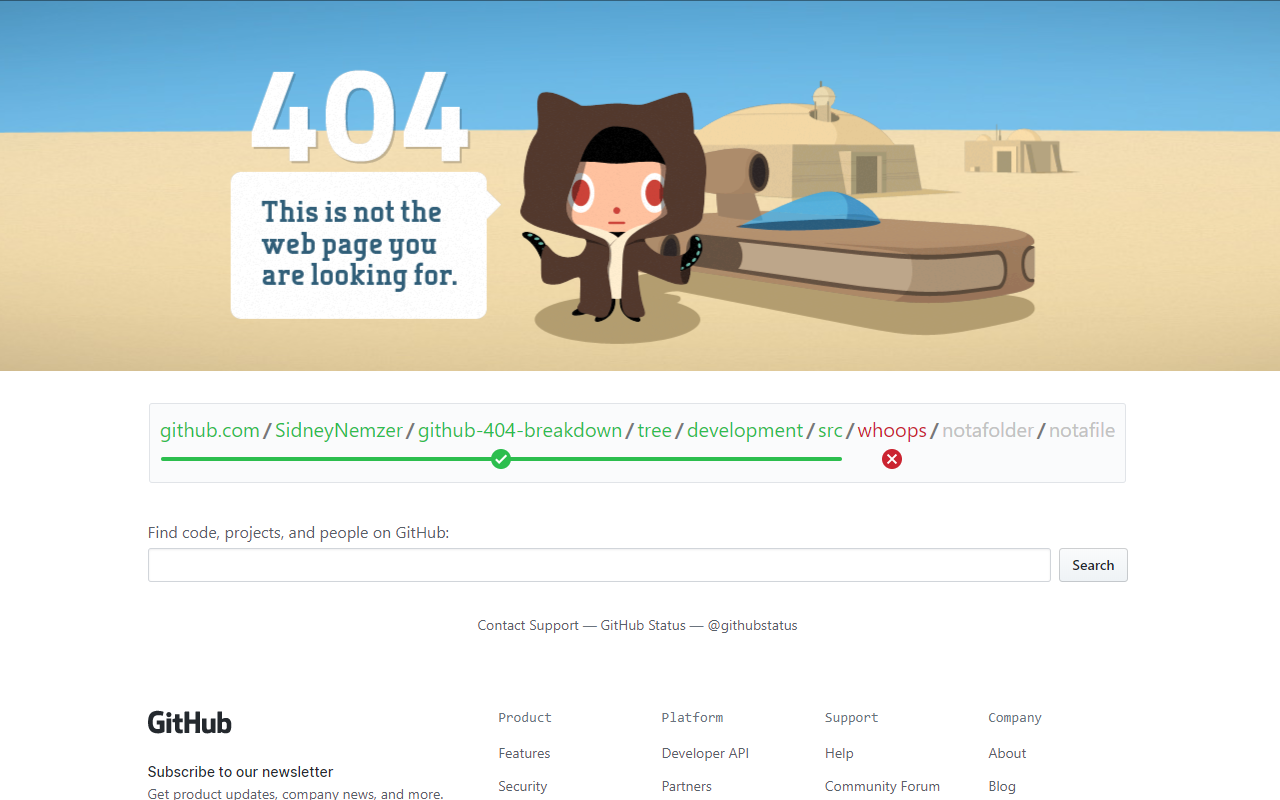 404
This is not the
web page you
are looking for.
github.com/SidneyNemzer/github-404-breakdown/tree/development/src/whoops/notafolder/notafile
Find code, projects, and people on GitHub:
Search
Contact Support — GitHub Status — @githubstatus
GitHub
Subscribe to our newsletter
Get product updates, company news, and more.
Product
Features
Security
Platform
Developer API
Partners
Support
Help
Community Forum
Company
About
Blog